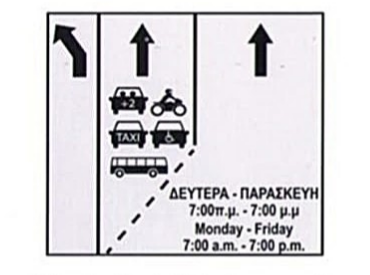 +2
TAXI
ΔΕΥΤΕΡΑ - ΠΑΡΑΣΚΕΥΗ
7:00π.μ. - 7:00 μ.μ
Monday - Friday
7:00 a.m. - 7:00 p.m.